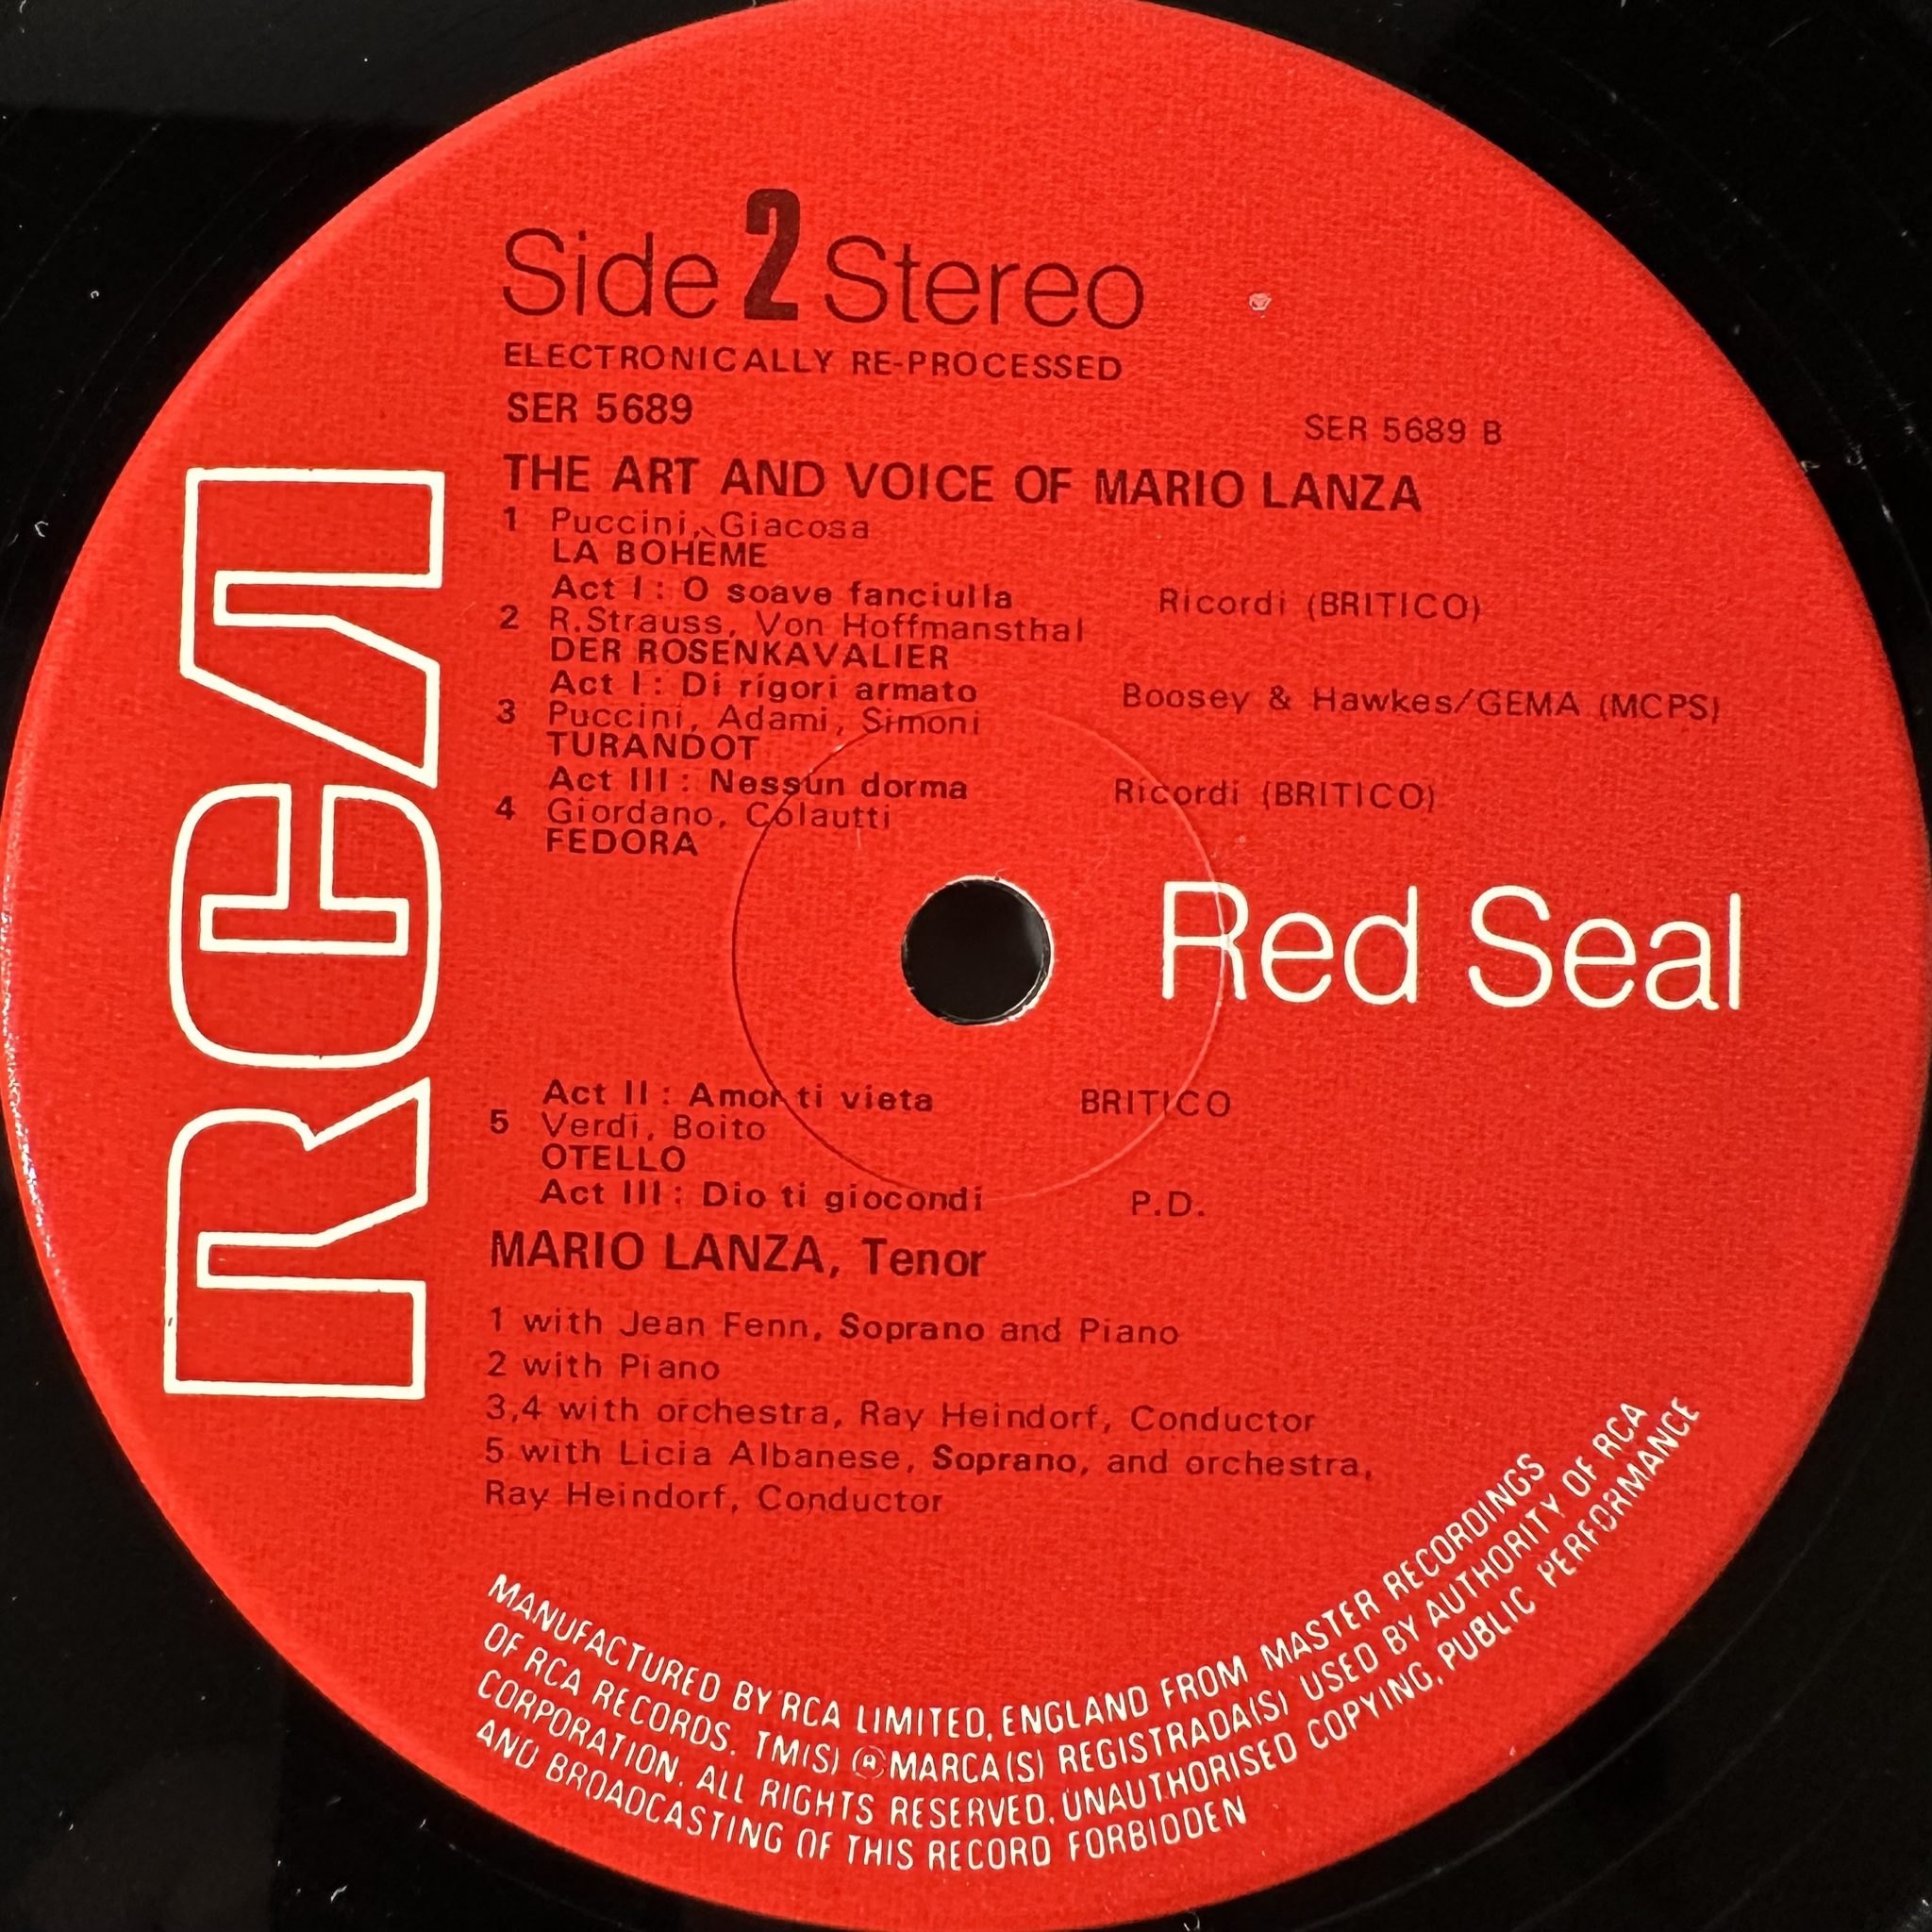 Side 2 Stereo
ELECTRONICALLY RE-PROCESSED
SER 5689
SER 5689 B
THE ART AND VOICE OF MARIO LANZA
1 Puccini, Giacosa
LA BOHEME
Act I : O soave fanciulla Ricordi (BRITICO)
2 R.Strauss, Von Hoffmansthal
DER ROSENKAVALIER
Act I : Di rigori armato Boosey & Hawkes/GEMA (MCPS)
3 Puccini, Adami, Simoni
TURANDOT
Act III : Nessun dorma Ricordi (BRITICO)
4 Giordano, Colautti
FEDORA
RCA
Red Seal
Act II : Amor ti vieta BRITICO
5 Verdi, Boito
OTELLO
Act III : Dio ti giocondi P.D.
MARIO LANZA, Tenor
1 with Jean Fenn, Soprano and Piano
2 with Piano
3,4 with orchestra, Ray Heindorf, Conductor
5 with Licia Albanese, Soprano, and orchestra,
Ray Heindorf, Conductor
MANUFACTURED BY RCA LIMITED, ENGLAND FROM MASTER RECORDINGS
OF RCA RECORDS. TM(S) ® MARCA(S) REGISTRADA(S) USED BY AUTHORITY OF RCA
CORPORATION. ALL RIGHTS RESERVED. UNAUTHORISED COPYING, PUBLIC PERFORMANCE
AND BROADCASTING OF THIS RECORD FORBIDDEN